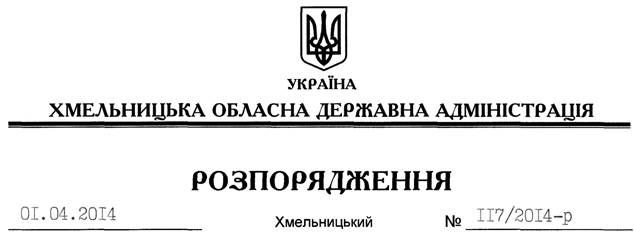 УКРАЇНА
ХМЕЛЬНИЦЬКА ОБЛАСНА ДЕРЖАВНА АДМІНІСТРАЦІЯ
РОЗПОРЯДЖЕННЯ
01.04.2014 Хмельницький № 117/2014-р